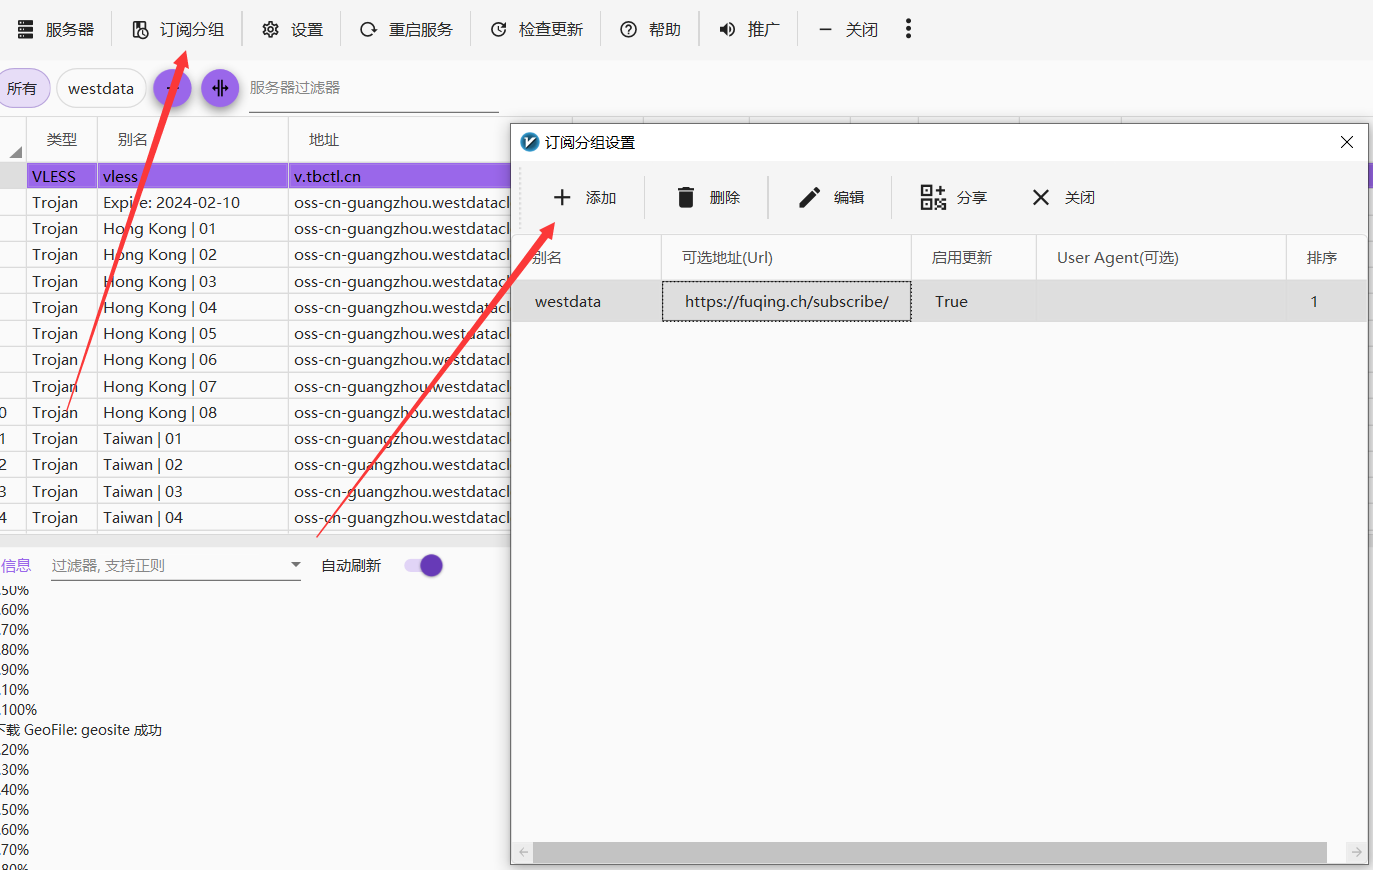 服务器 订阅分组 设置 重启服务 检查更新 帮助 推广 关闭
所有 westdata 服务器过滤器
类型 别名 地址
VLESS vless v.tbctl.cn
Trojan Expire: 2024-02-10 oss-cn-guangzhou.westdatacl
Trojan Hong Kong | 01 oss-cn-guangzhou.westdatacl
Trojan Hong Kong | 02 oss-cn-guangzhou.westdatacl
Trojan Hong Kong | 03 oss-cn-guangzhou.westdatacl
Trojan Hong Kong | 04 oss-cn-guangzhou.westdatacl
Trojan Hong Kong | 05 oss-cn-guangzhou.westdatacl
Trojan Hong Kong | 06 oss-cn-guangzhou.westdatacl
Trojan Hong Kong | 07 oss-cn-guangzhou.westdatacl
0 Trojan Hong Kong | 08 oss-cn-guangzhou.westdatacl
1 Trojan Taiwan | 01 oss-cn-guangzhou.westdatacl
2 Trojan Taiwan | 02 oss-cn-guangzhou.westdatacl
3 Trojan Taiwan | 03 oss-cn-guangzhou.westdatacl
4 Trojan Taiwan | 04 oss-cn-guangzhou.westdatacl
信息 过滤器, 支持正则 自动刷新
.50%
.60%
.70%
.80%
.90%
.10%
.100%
下载 GeoFile: geosite 成功
.20%
.30%
.40%
.50%
.60%
.70%
.80%
订阅分组设置
添加 删除 编辑 分享 关闭
别名 可选地址(Url) 启用更新 User Agent(可选) 排序
westdata https://fuqing.ch/subscribe/ True 1